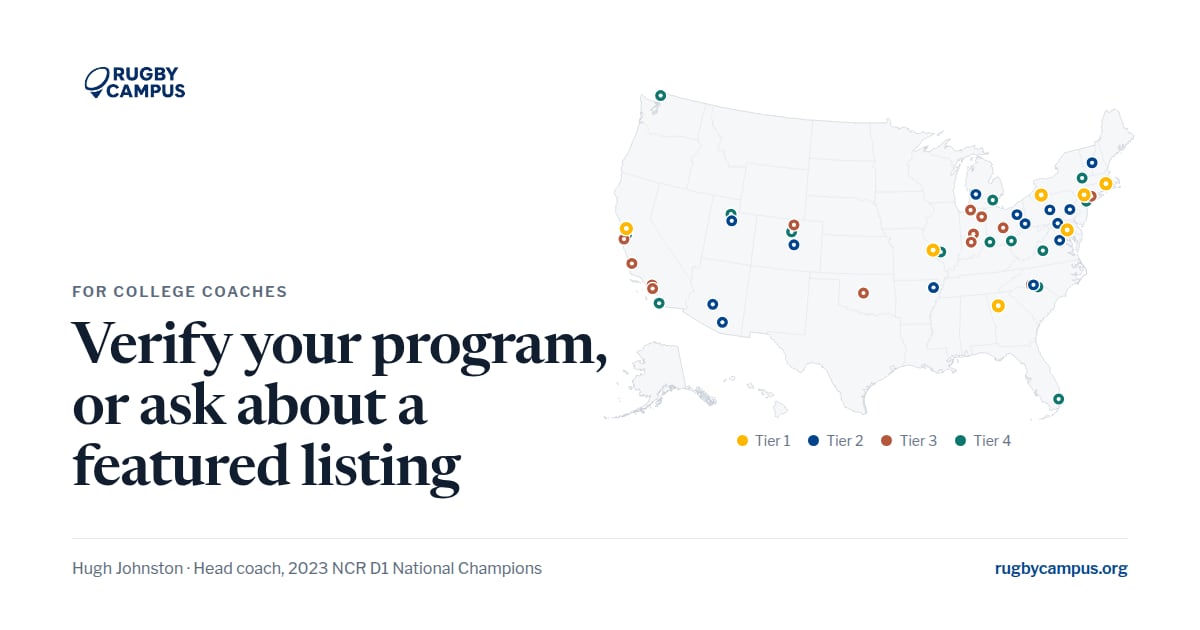 RUGBY
CAMPUS
FOR COLLEGE COACHES
Verify your program,
or ask about a
featured listing
Tier 1 Tier 2 Tier 3 Tier 4
Hugh Johnston · Head coach, 2023 NCR D1 National Champions
rugbycampus.org